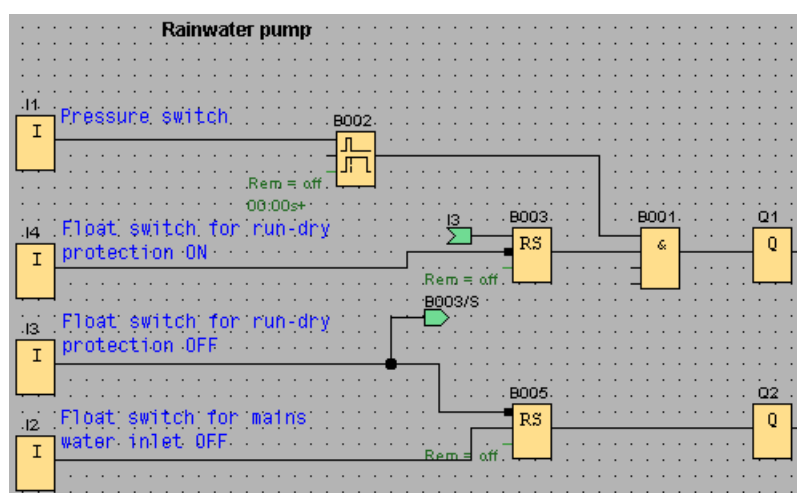 Rainwater pump
I1
Pressure switch
I
B002
Rem = off
00:00s+
I3
B003
B001
Q1
I4
Float switch for run-dry
protection ON
I
RS
&
Q
Rem = off
B003/S
I3
Float switch for run-dry
protection OFF
I
B005
Q2
I2
Float switch for mains
water inlet OFF
I
RS
Q
Rem = off